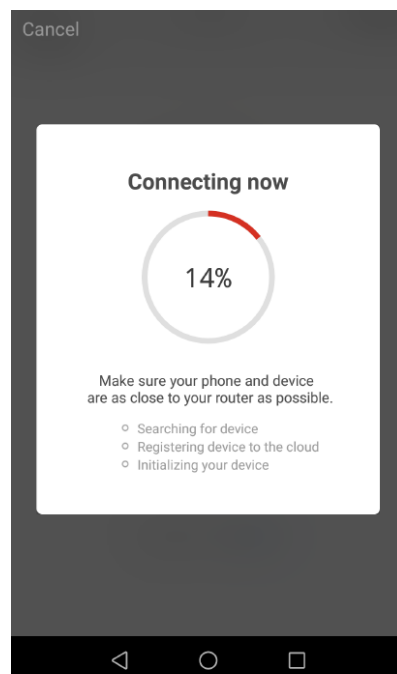 Cancel
Connecting now
14%
Make sure your phone and device
are as close to your router as possible.
Searching for device
Registering device to the cloud
Initializing your device